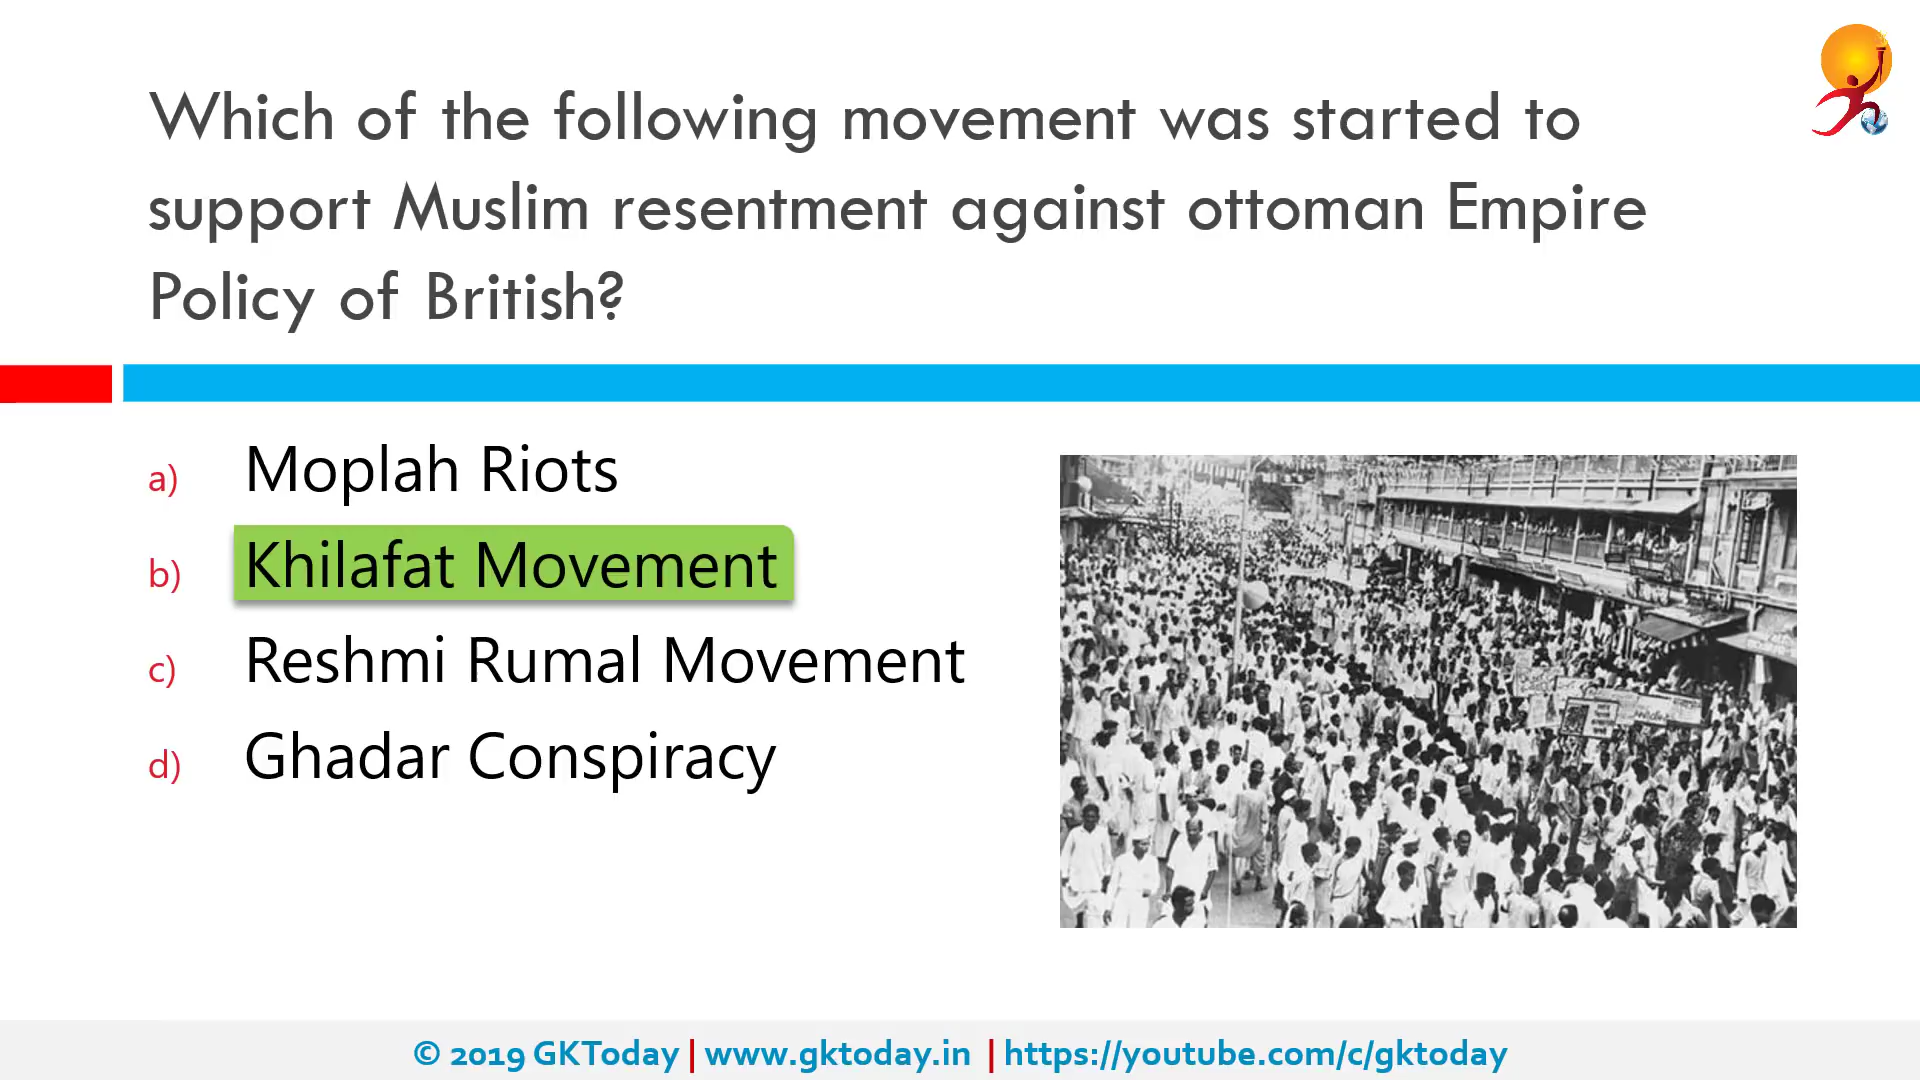 Which of the following movement was started to
support Muslim resentment against ottoman Empire
Policy of British?
a) Moplah Riots
b) Khilafat Movement
c) Reshmi Rumal Movement
d) Ghadar Conspiracy
© 2019 GKToday | www.gktoday.in | https://youtube.com/c/gktoday